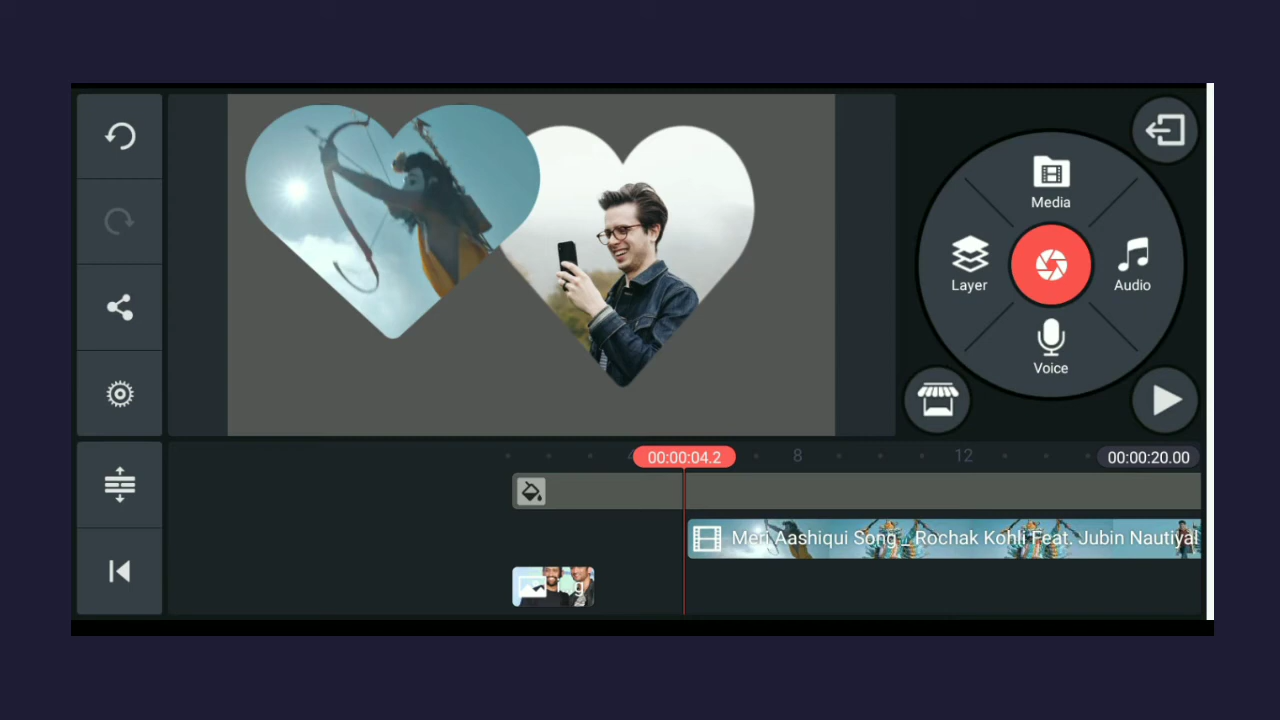 Media
Layer
Audio
Voice
00:00:04.2
8
12
00:00:20.00
Meri Aashiqui Song _ Rochak Kohli Feat. Jubin Nautiyal